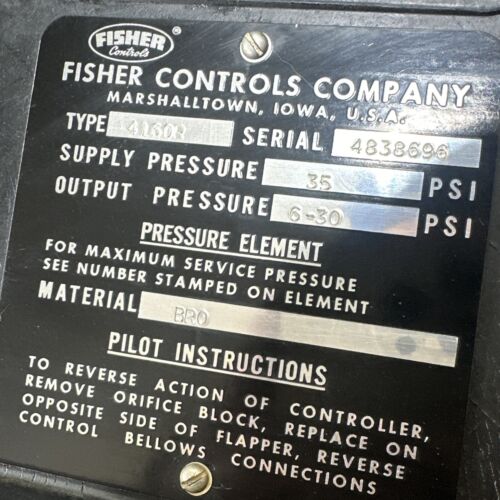 FISHER
Controls
FISHER CONTROLS COMPANY
MARSHALLTOWN, IOWA, U.S.A.
TYPE 4160R SERIAL 4838696
SUPPLY PRESSURE 35 PSI
OUTPUT PRESSURE 6-30 PSI
PRESSURE ELEMENT
FOR MAXIMUM SERVICE PRESSURE
SEE NUMBER STAMPED ON ELEMENT
MATERIAL BRO
PILOT INSTRUCTIONS
TO REVERSE ACTION OF CONTROLLER,
REMOVE ORIFICE BLOCK, REPLACE ON
OPPOSITE SIDE OF FLAPPER, REVERSE
CONTROL BELLOWS CONNECTIONS